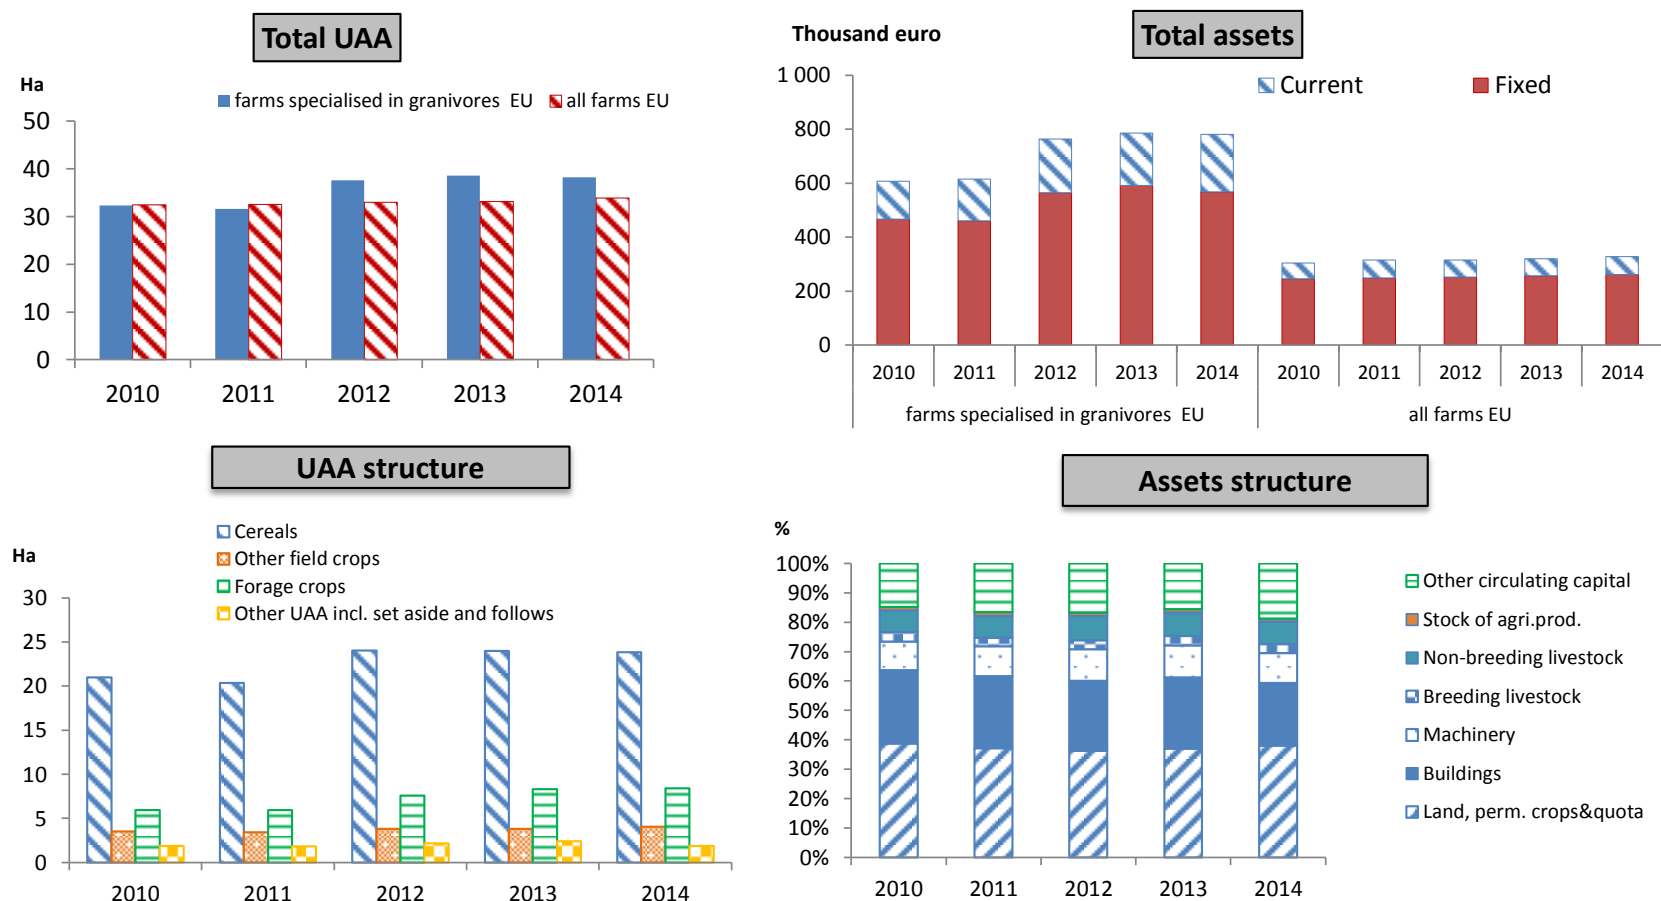 Total UAA
Ha
farms specialised in granivores EU
all farms EU
50
40
30
20
10
0
2010 2011 2012 2013 2014
Thousand euro
Total assets
Current
Fixed
1 000
800
600
400
200
0
2010 2011 2012 2013 2014 2010 2011 2012 2013 2014
farms specialised in granivores EU
all farms EU
UAA structure
Cereals
Other field crops
Forage crops
Other UAA incl. set aside and follows
Ha
30
25
20
15
10
5
0
2010 2011 2012 2013 2014
Assets structure
%
100%
90%
80%
70%
60%
50%
40%
30%
20%
10%
0%
2010 2011 2012 2013 2014
Other circulating capital
Stock of agri.prod.
Non-breeding livestock
Breeding livestock
Machinery
Buildings
Land, perm. crops&quota